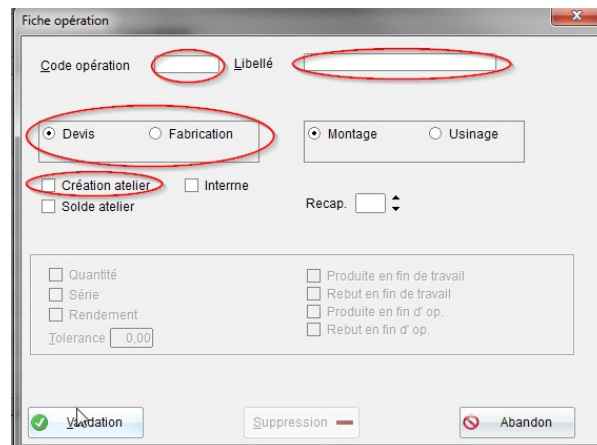 Fiche opération
Code opération Libellé
Devis Fabrication Montage Usinage
Création atelier Interrne
Solde atelier Recap.
Quantité Produite en fin de travail
Série Rebut en fin de travail
Rendement Produite en fin d' op.
Tolerance 0,00 Rebut en fin d' op.
Validation Suppression Abandon